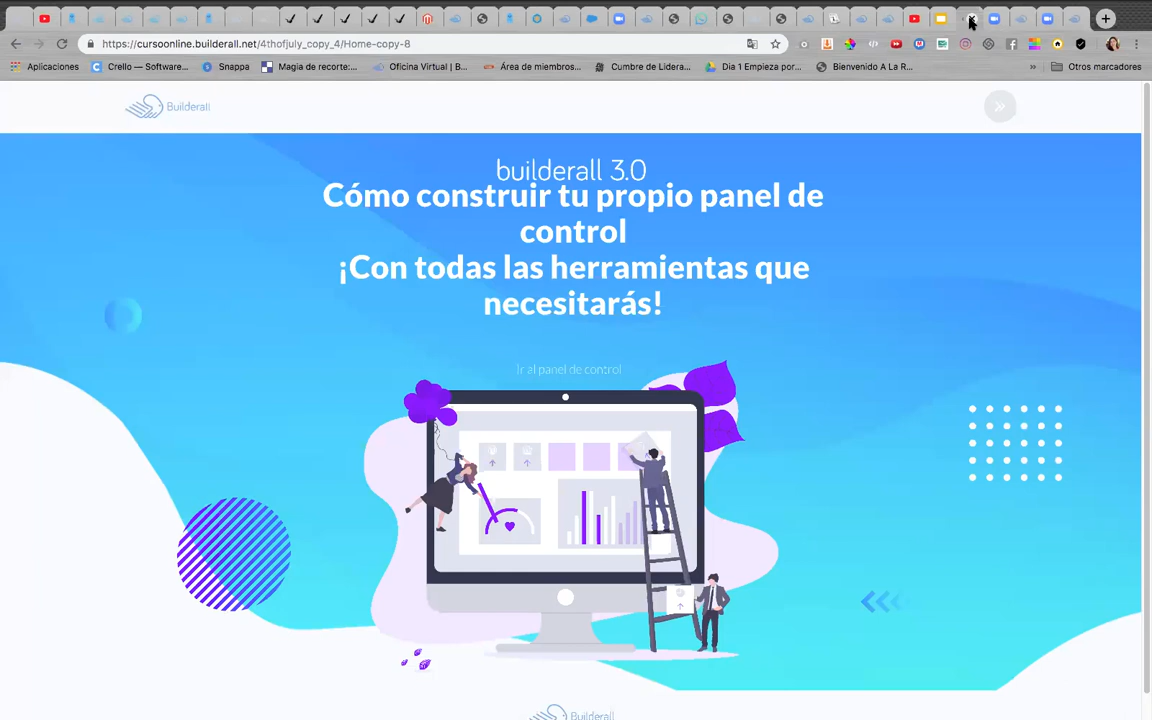 https://cursoonline.builderall.net/4thofjuly_copy_4/Home-copy-8
Aplicaciones
Crello — Software...
Snappa
Magia de recorte:...
Oficina Virtual | B...
Área de miembros...
Cumbre de Lidera...
Dia 1 Empieza por...
Bienvenido A La R...
»
Otros marcadores
Builderall
builderall 3.0
Cómo construir tu propio panel de
control
¡Con todas las herramientas que
necesitarás!
Ir al panel de control
Builderall